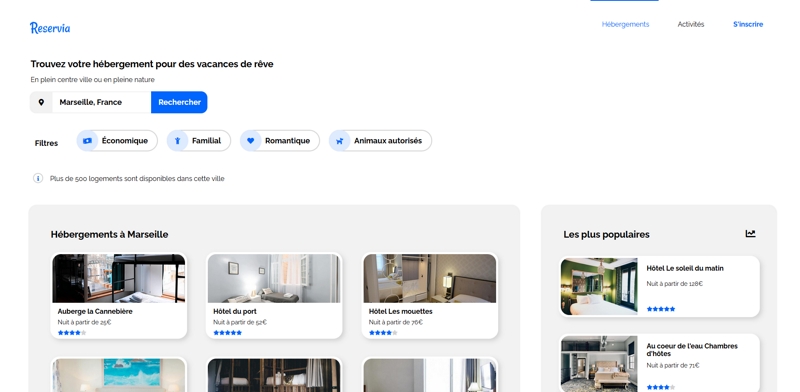 Reservia
Hébergements
Activités
S'inscrire
Trouvez votre hébergement pour des vacances de rêve
En plein centre ville ou en pleine nature
Marseille, France
Rechercher
Filtres
Économique
Familial
Romantique
Animaux autorisés
Plus de 500 logements sont disponibles dans cette ville
Hébergements à Marseille
Auberge la Cannebière
Nuit à partir de 25€
Hôtel du port
Nuit à partir de 52€
Hôtel Les mouettes
Nuit à partir de 76€
Les plus populaires
Hôtel Le soleil du matin
Nuit à partir de 128€
Au coeur de l'eau Chambres
d'hôtes
Nuit à partir de 71€